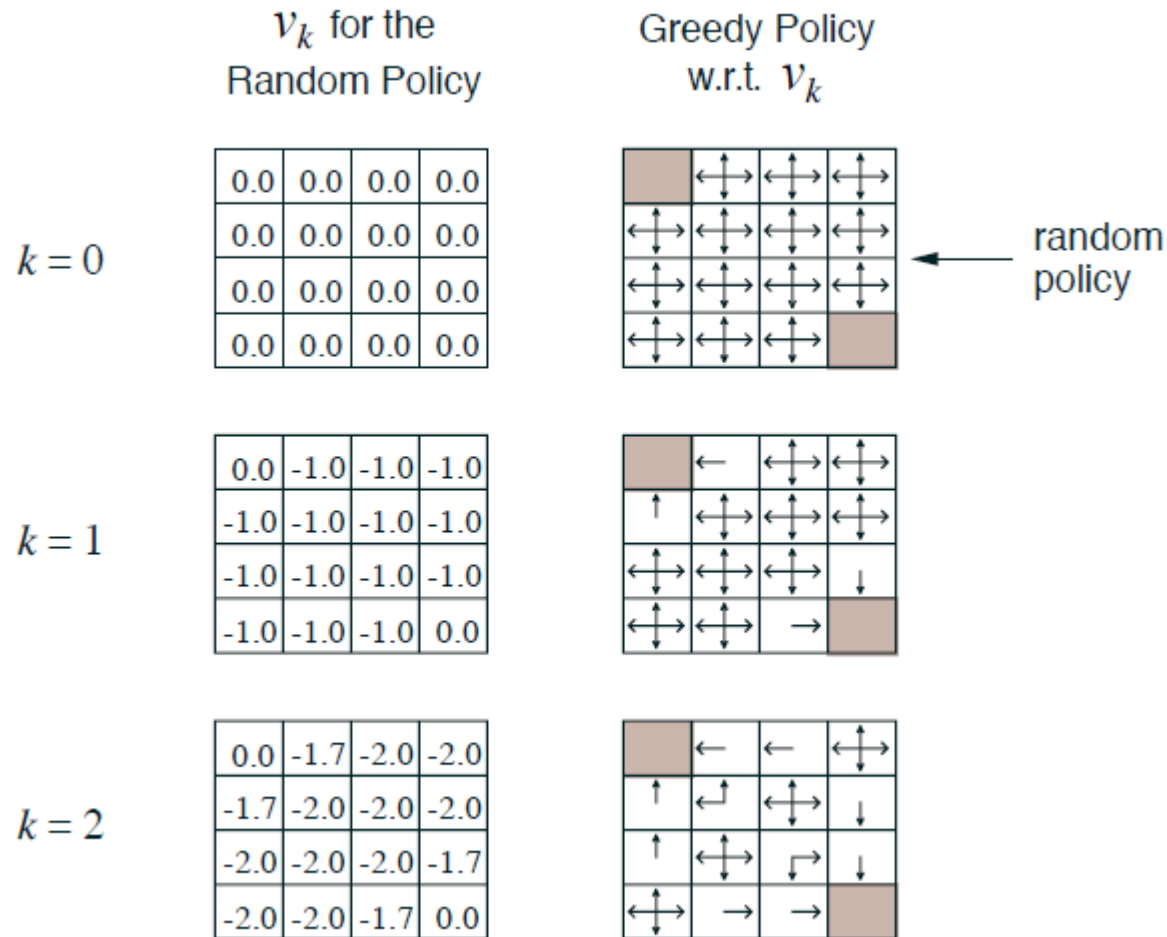 v_k for the
Random Policy
Greedy Policy
w.r.t. v_k
k = 0
0.0 0.0 0.0 0.0
0.0 0.0 0.0 0.0
0.0 0.0 0.0 0.0
0.0 0.0 0.0 0.0
random
policy
k = 1
0.0 -1.0 -1.0 -1.0
-1.0 -1.0 -1.0 -1.0
-1.0 -1.0 -1.0 -1.0
-1.0 -1.0 -1.0 0.0
k = 2
0.0 -1.7 -2.0 -2.0
-1.7 -2.0 -2.0 -2.0
-2.0 -2.0 -2.0 -1.7
-2.0 -2.0 -1.7 0.0